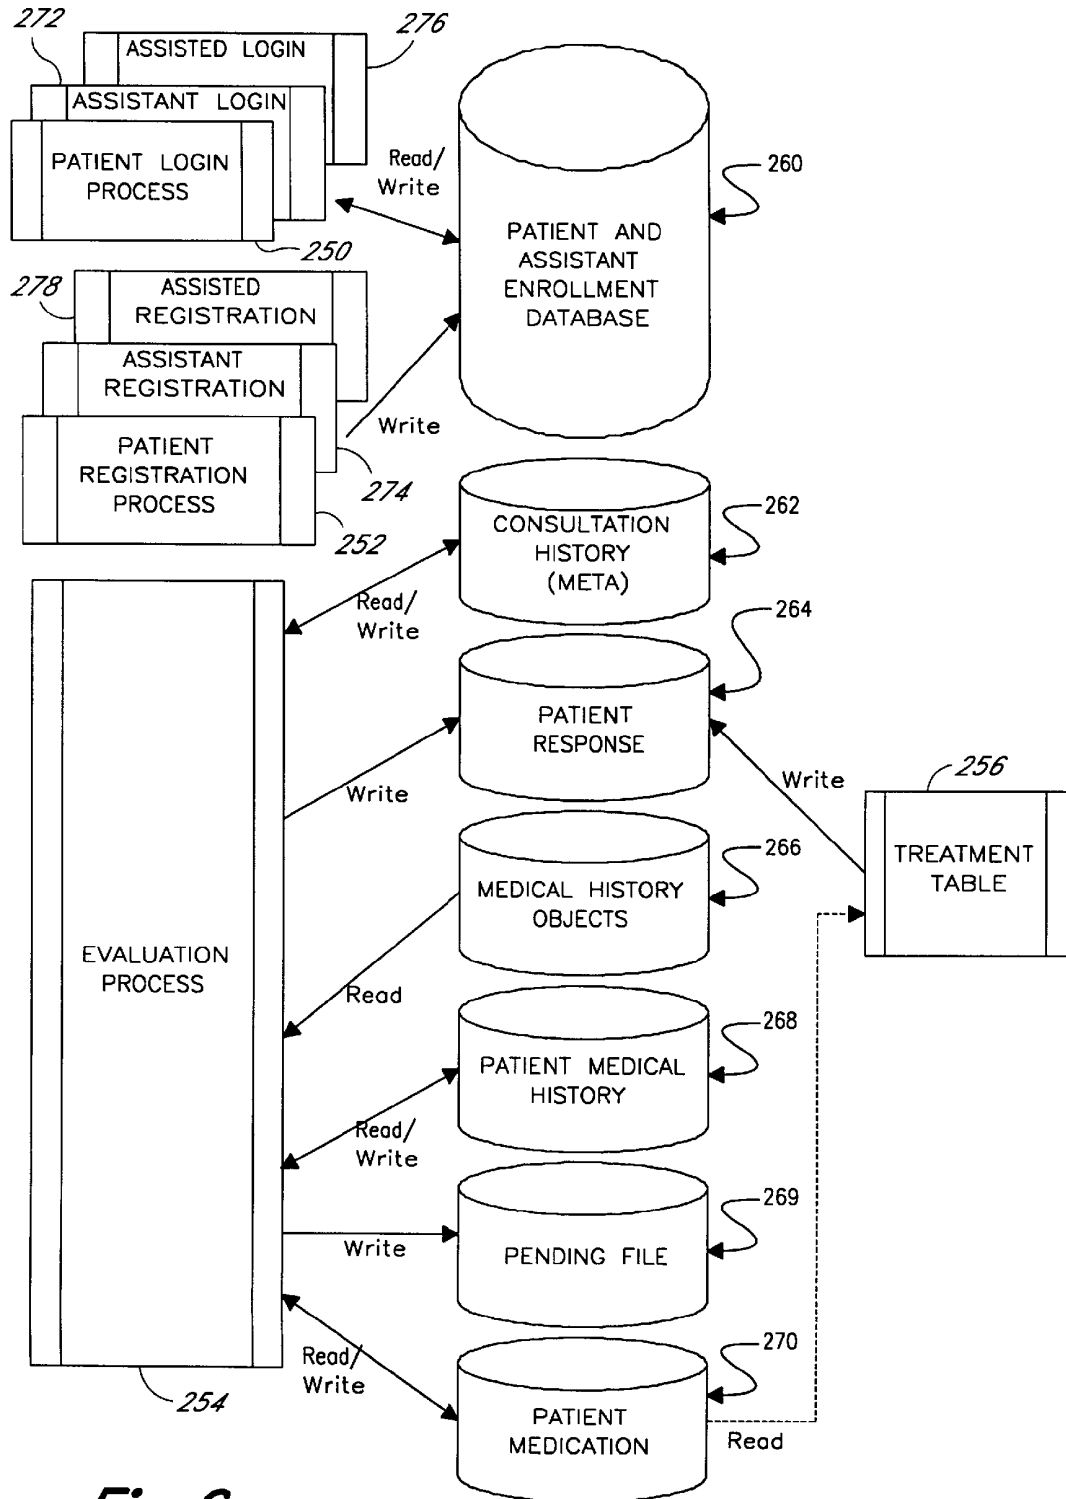 272
276
ASSISTED LOGIN
ASSISTANT LOGIN
PATIENT LOGIN
PROCESS
250
Read/
Write
260
PATIENT AND
ASSISTANT
ENROLLMENT
DATABASE
278
ASSISTED
REGISTRATION
ASSISTANT
REGISTRATION
PATIENT
REGISTRATION
PROCESS
274
252
Write
CONSULTATION
HISTORY
(META)
262
Read/
Write
264
PATIENT
RESPONSE
Write
Write
256
TREATMENT
TABLE
266
MEDICAL HISTORY
OBJECTS
EVALUATION
PROCESS
Read
268
PATIENT MEDICAL
HISTORY
Read/
Write
269
PENDING FILE
Write
270
Read/
Write
PATIENT
MEDICATION
Read
254